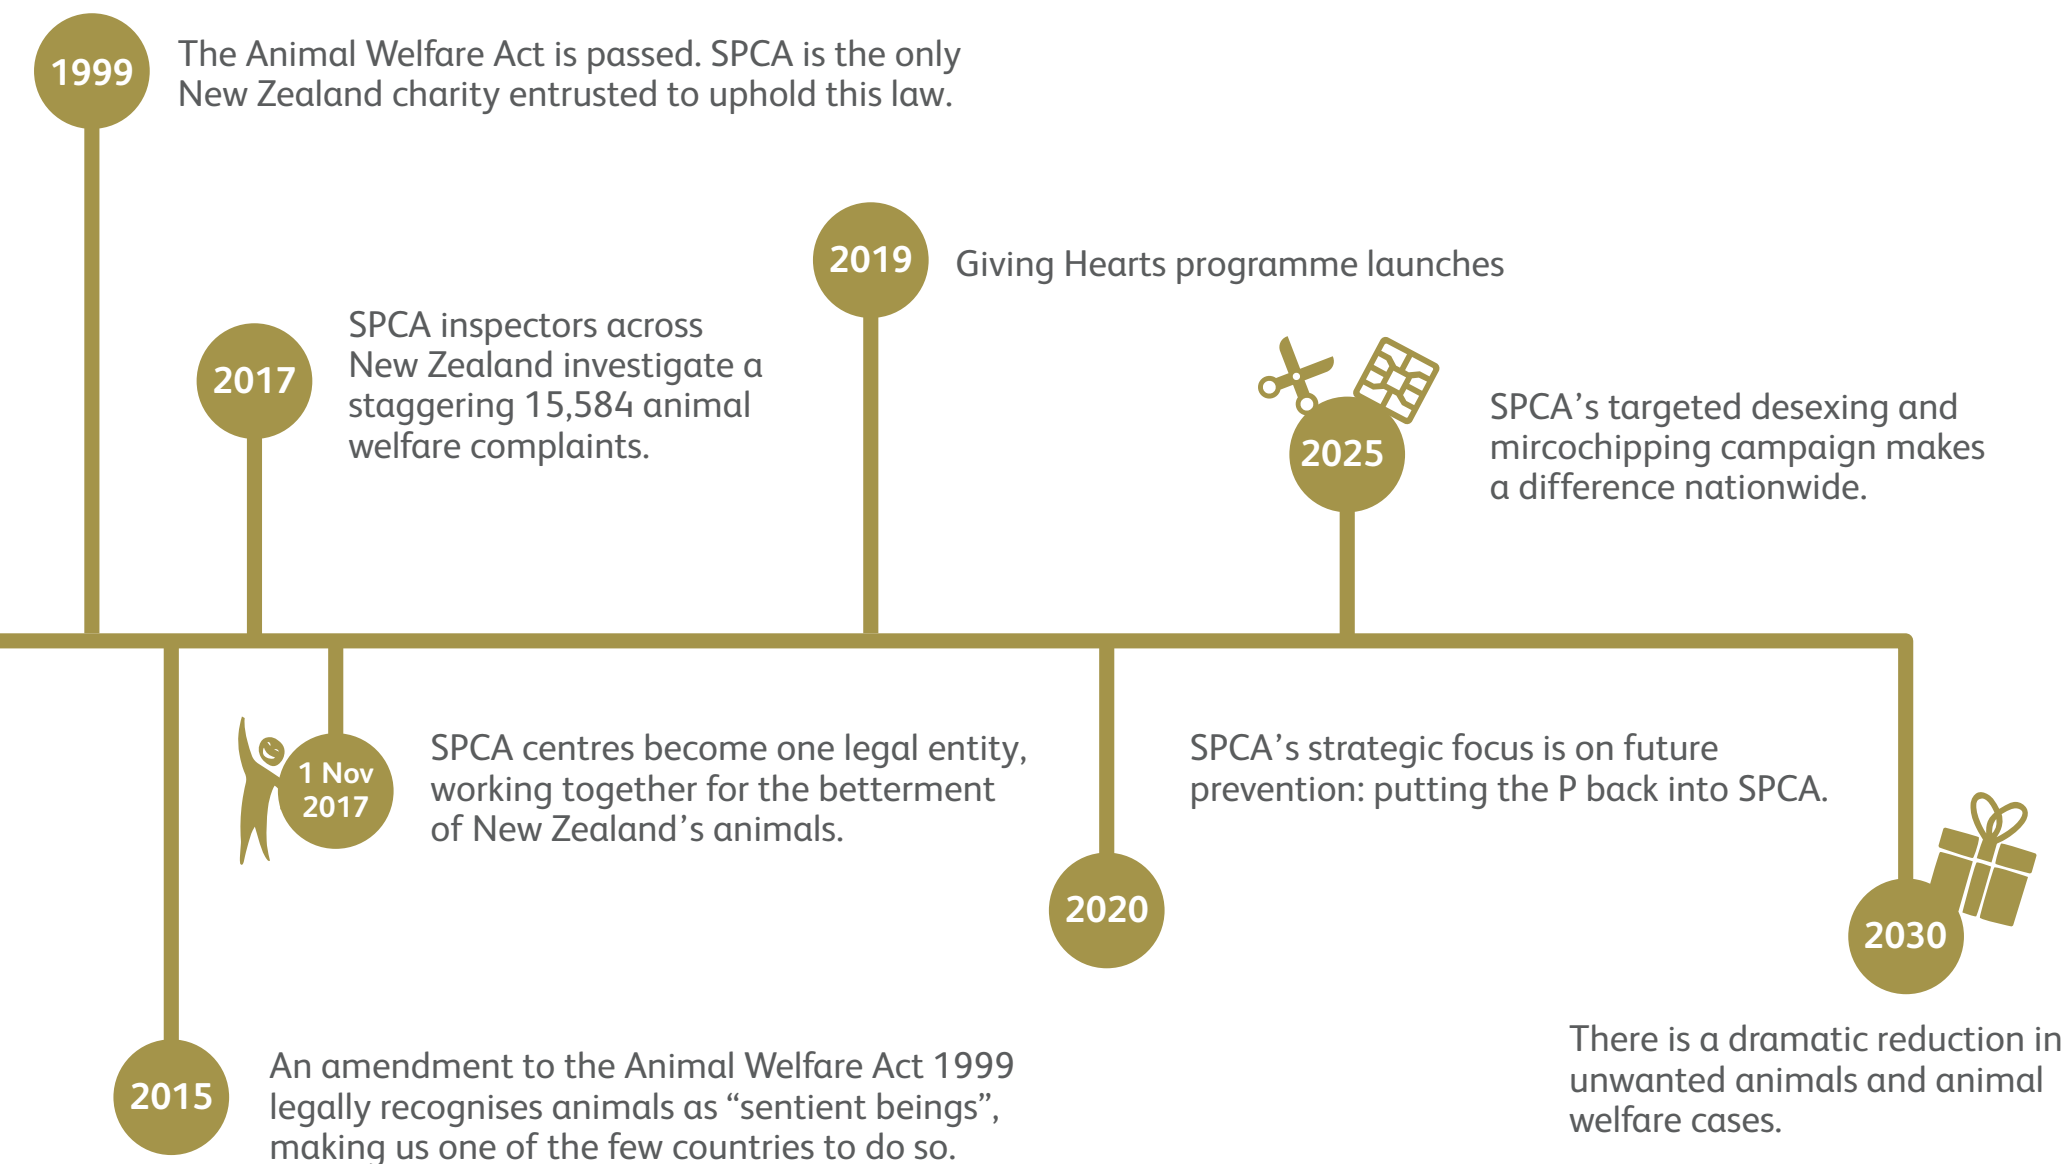 1999
The Animal Welfare Act is passed. SPCA is the only
New Zealand charity entrusted to uphold this law.
2019
Giving Hearts programme launches
2017
SPCA inspectors across
New Zealand investigate a
staggering 15,584 animal
welfare complaints.
2025
SPCA’s targeted desexing and
mircochipping campaign makes
a difference nationwide.
1 Nov
2017
SPCA centres become one legal entity,
working together for the betterment
of New Zealand’s animals.
SPCA’s strategic focus is on future
prevention: putting the P back into SPCA.
2020
2030
There is a dramatic reduction in
unwanted animals and animal
welfare cases.
2015
An amendment to the Animal Welfare Act 1999
legally recognises animals as “sentient beings”,
making us one of the few countries to do so.